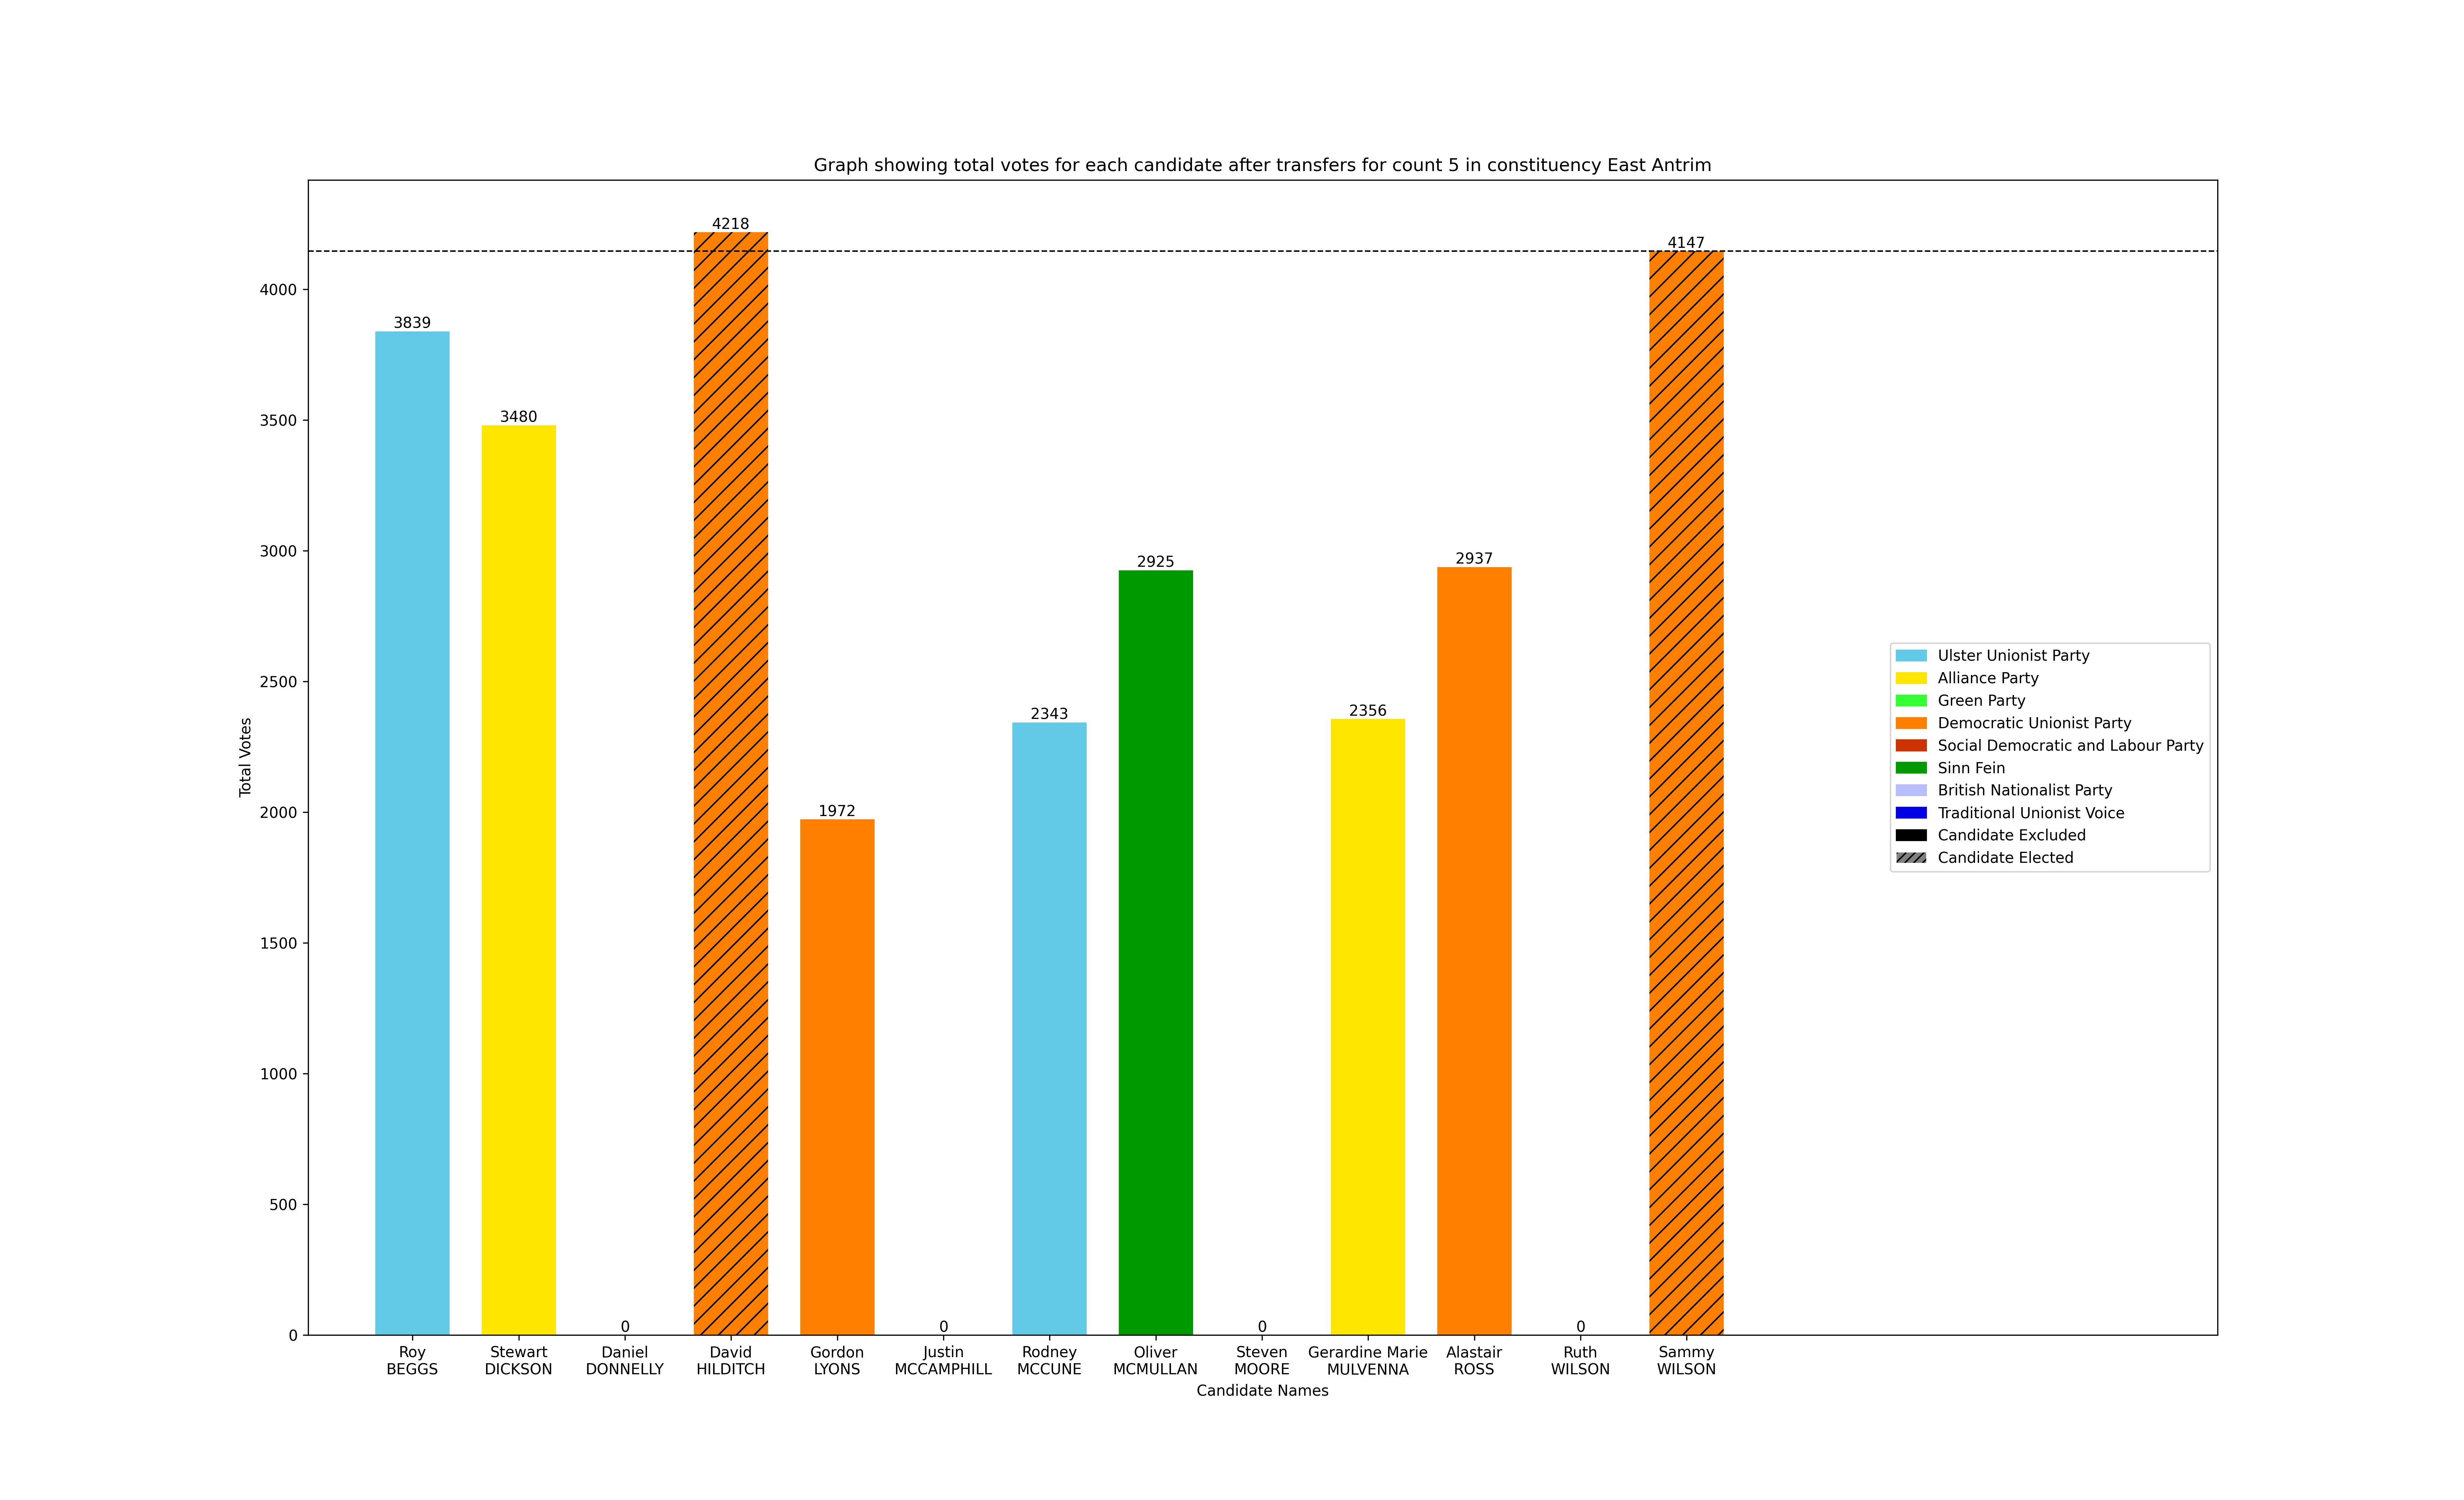 Graph showing total votes for each candidate after transfers for count 5 in constituency East Antrim
4218
4147
4000
3839
3500
3480
3000
2925
2937
2500
2343
2356
2000
1972
1500
1000
500
0
0
0
0
0
Total Votes
Roy
BEGGS
Stewart
DICKSON
Daniel
DONNELLY
David
HILDITCH
Gordon
LYONS
Justin
MCCAMPHILL
Rodney
MCCUNE
Oliver
MCMULLAN
Steven
MOORE
Gerardine Marie
MULVENNA
Alastair
ROSS
Ruth
WILSON
Sammy
WILSON
Candidate Names
Ulster Unionist Party
Alliance Party
Green Party
Democratic Unionist Party
Social Democratic and Labour Party
Sinn Fein
British Nationalist Party
Traditional Unionist Voice
Candidate Excluded
Candidate Elected